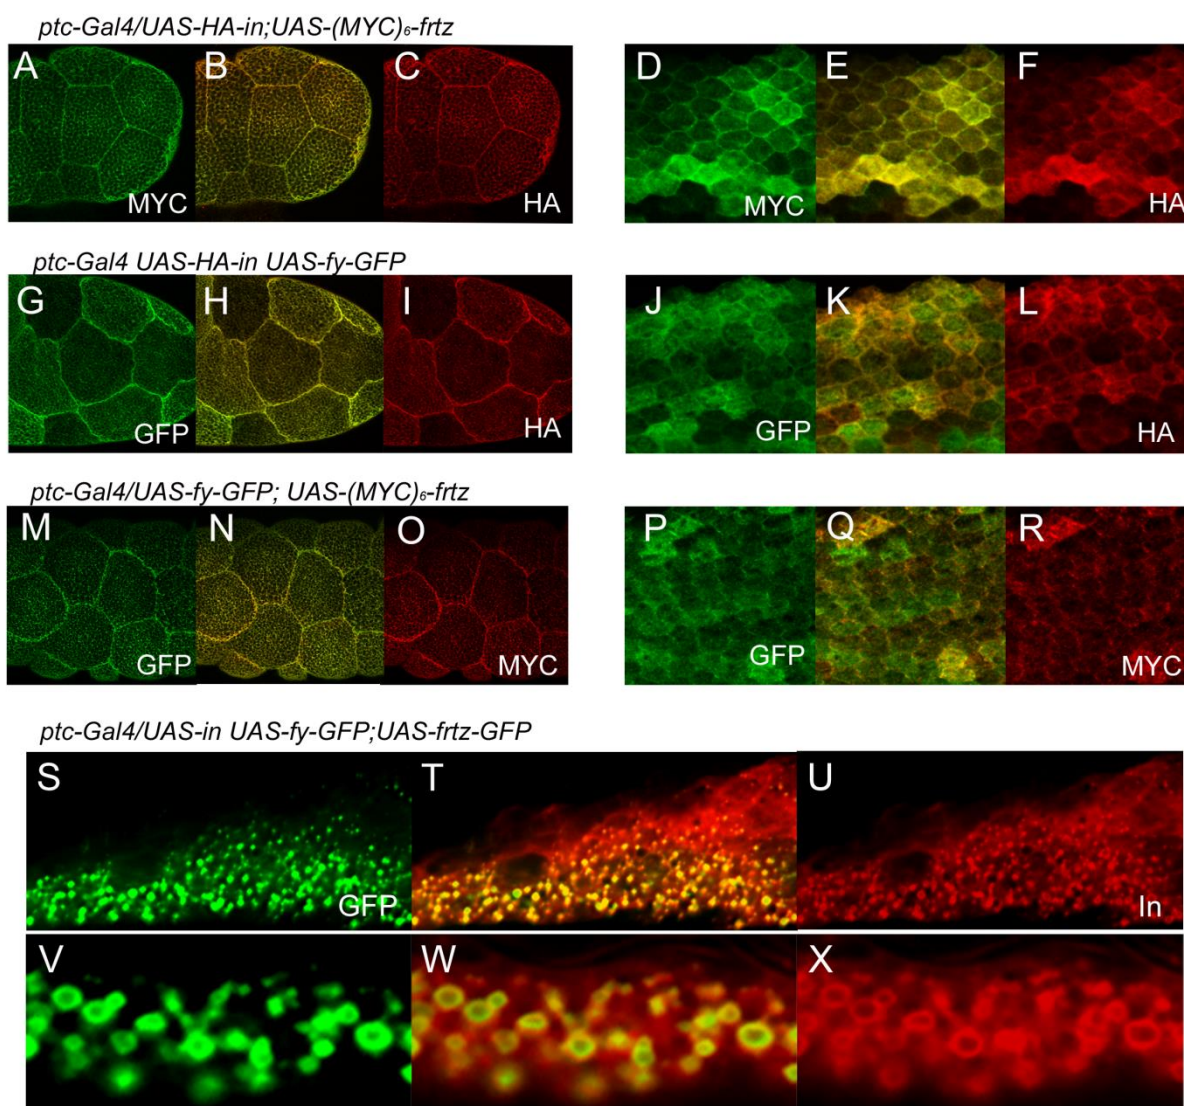 ptc-Gal4/UAS-HA-in;UAS-(MYC)₆-frtz
A B C D E F
MYC HA MYC HA
ptc-Gal4 UAS-HA-in UAS-fy-GFP
G H I J K L
GFP HA GFP HA
ptc-Gal4/UAS-fy-GFP; UAS-(MYC)₆-frtz
M N O P Q R
GFP MYC GFP MYC
ptc-Gal4/UAS-in UAS-fy-GFP;UAS-frtz-GFP
S T U
GFP In
V W X